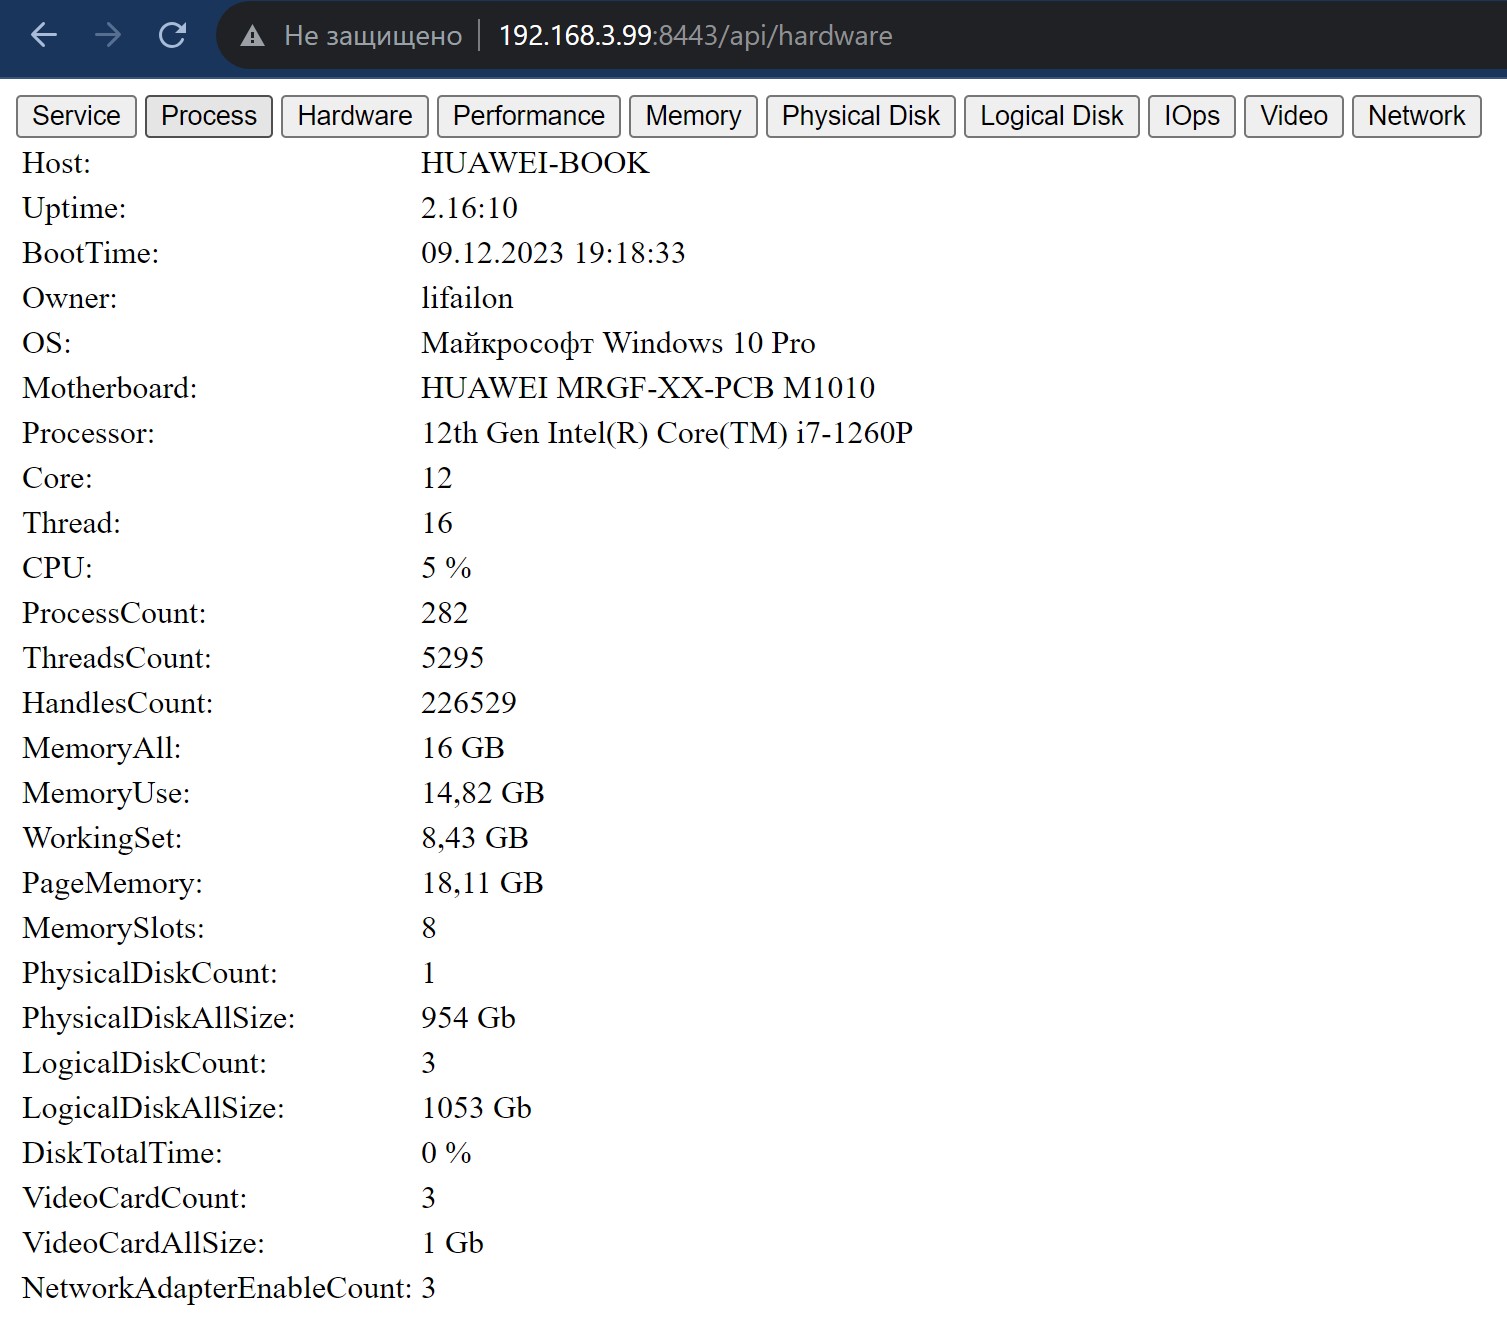 Не защищено 192.168.3.99:8443/api/hardware
Service Process Hardware Performance Memory Physical Disk Logical Disk IOps Video Network
Host: HUAWEI-BOOK
Uptime: 2.16:10
BootTime: 09.12.2023 19:18:33
Owner: lifailon
OS: Майкрософт Windows 10 Pro
Motherboard: HUAWEI MRGF-XX-PCB M1010
Processor: 12th Gen Intel(R) Core(TM) i7-1260P
Core: 12
Thread: 16
CPU: 5 %
ProcessCount: 282
ThreadsCount: 5295
HandlesCount: 226529
MemoryAll: 16 GB
MemoryUse: 14,82 GB
WorkingSet: 8,43 GB
PageMemory: 18,11 GB
MemorySlots: 8
PhysicalDiskCount: 1
PhysicalDiskAllSize: 954 Gb
LogicalDiskCount: 3
LogicalDiskAllSize: 1053 Gb
DiskTotalTime: 0 %
VideoCardCount: 3
VideoCardAllSize: 1 Gb
NetworkAdapterEnableCount: 3